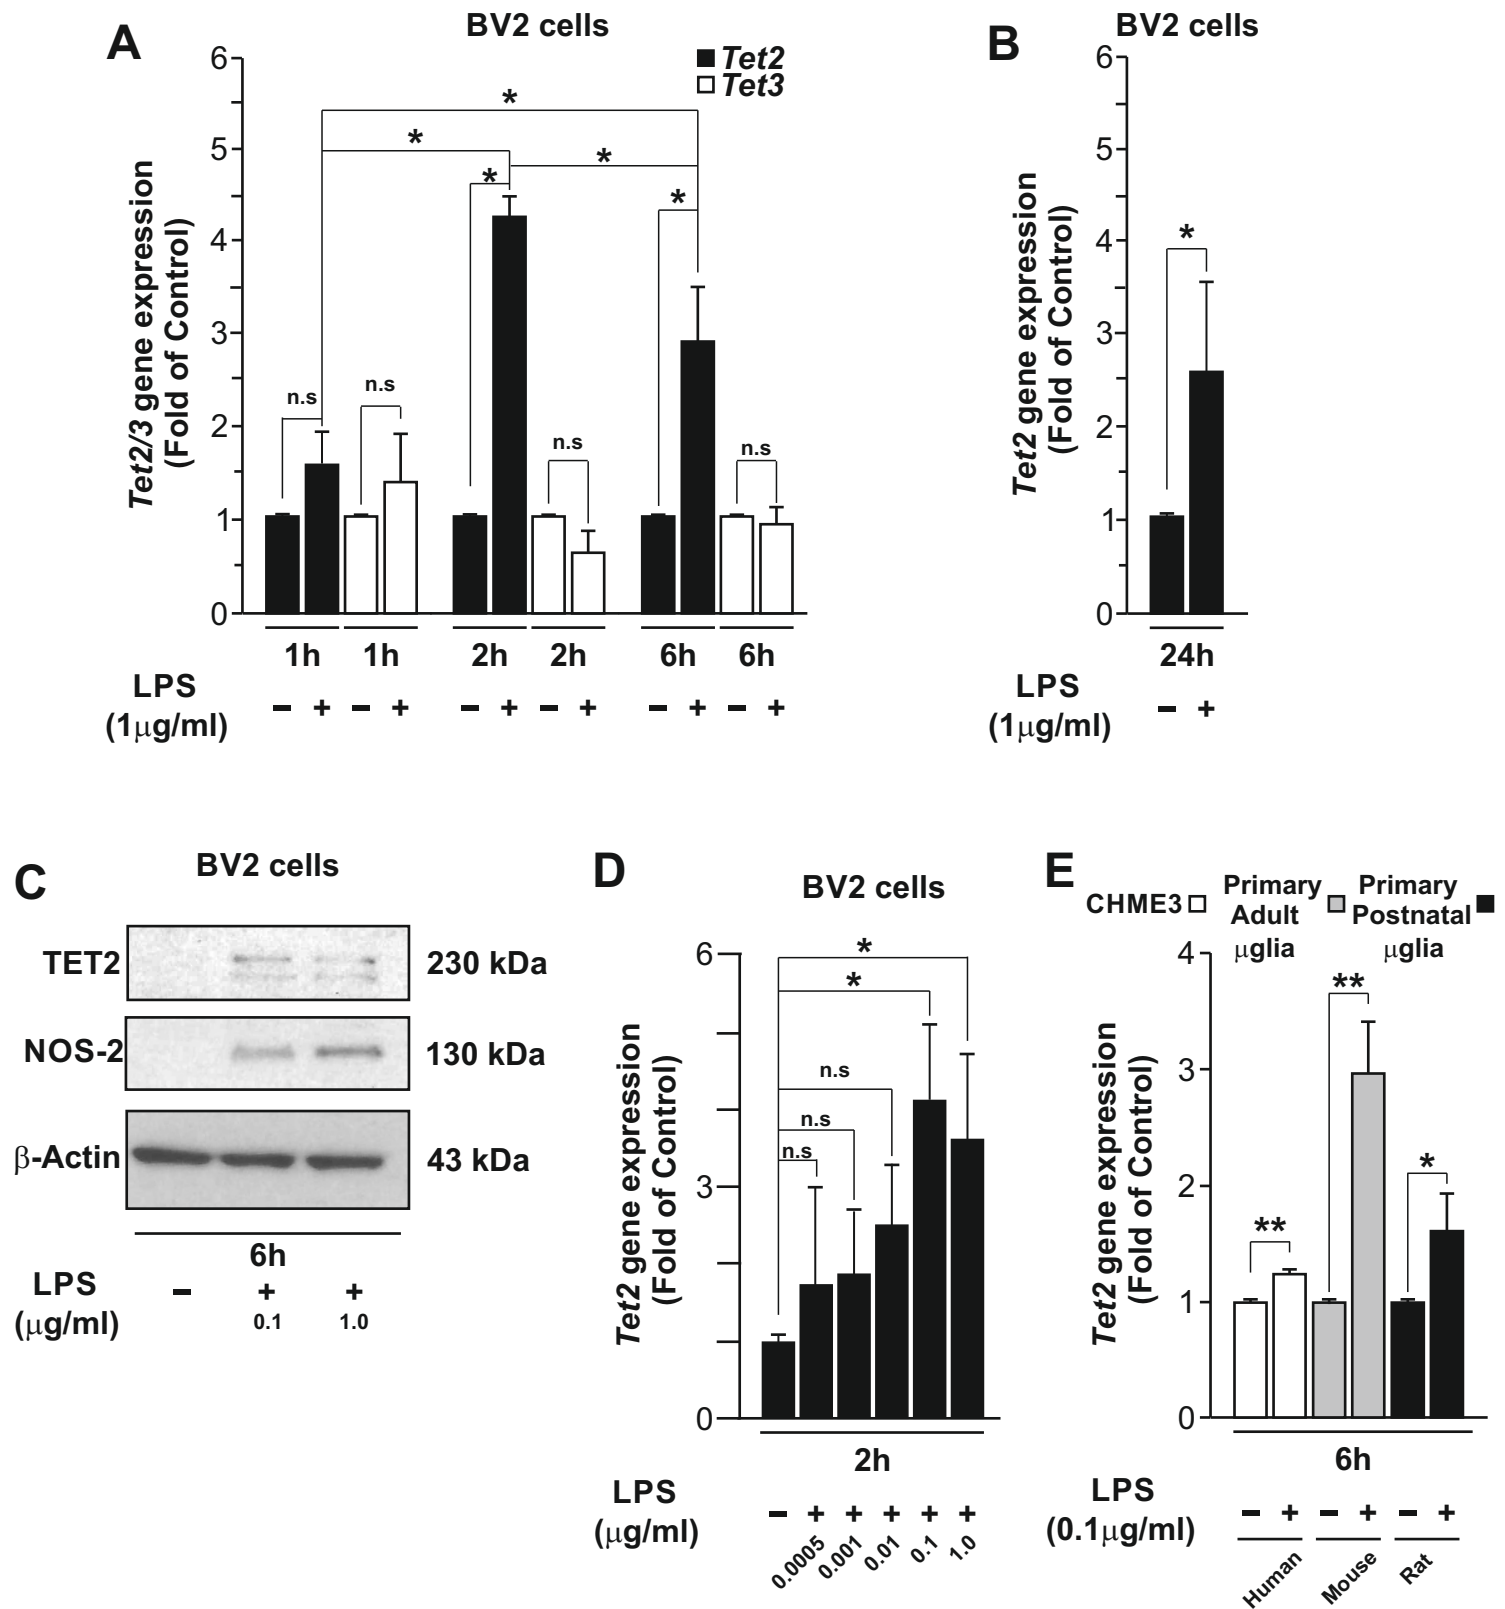 A
BV2 cells
Tet2
Tet3
Tet2/3 gene expression
(Fold of Control)
6
5
4
3
2
1
0
*
*
*
*
*
n.s
n.s
n.s
n.s
1h 1h 2h 2h 6h 6h
LPS
(1μg/ml)
− + − + − + − + − + − +
B
BV2 cells
Tet2 gene expression
(Fold of Control)
6
5
4
3
2
1
0
*
24h
LPS
(1μg/ml)
− +
C
BV2 cells
TET2 230 kDa
NOS-2 130 kDa
β-Actin 43 kDa
6h
LPS
(μg/ml)
− + +
0.1 1.0
D
BV2 cells
Tet2 gene expression
(Fold of Control)
6
3
0
*
*
n.s
n.s
n.s
2h
LPS
(μg/ml)
− + + + + +
0.0005 0.001 0.01 0.1 1.0
E
CHME3
Primary
Adult
μglia
Primary
Postnatal
μglia
Tet2 gene expression
(Fold of Control)
4
3
2
1
0
**
**
*
6h
LPS
(0.1μg/ml)
− + − + − +
Human Mouse Rat